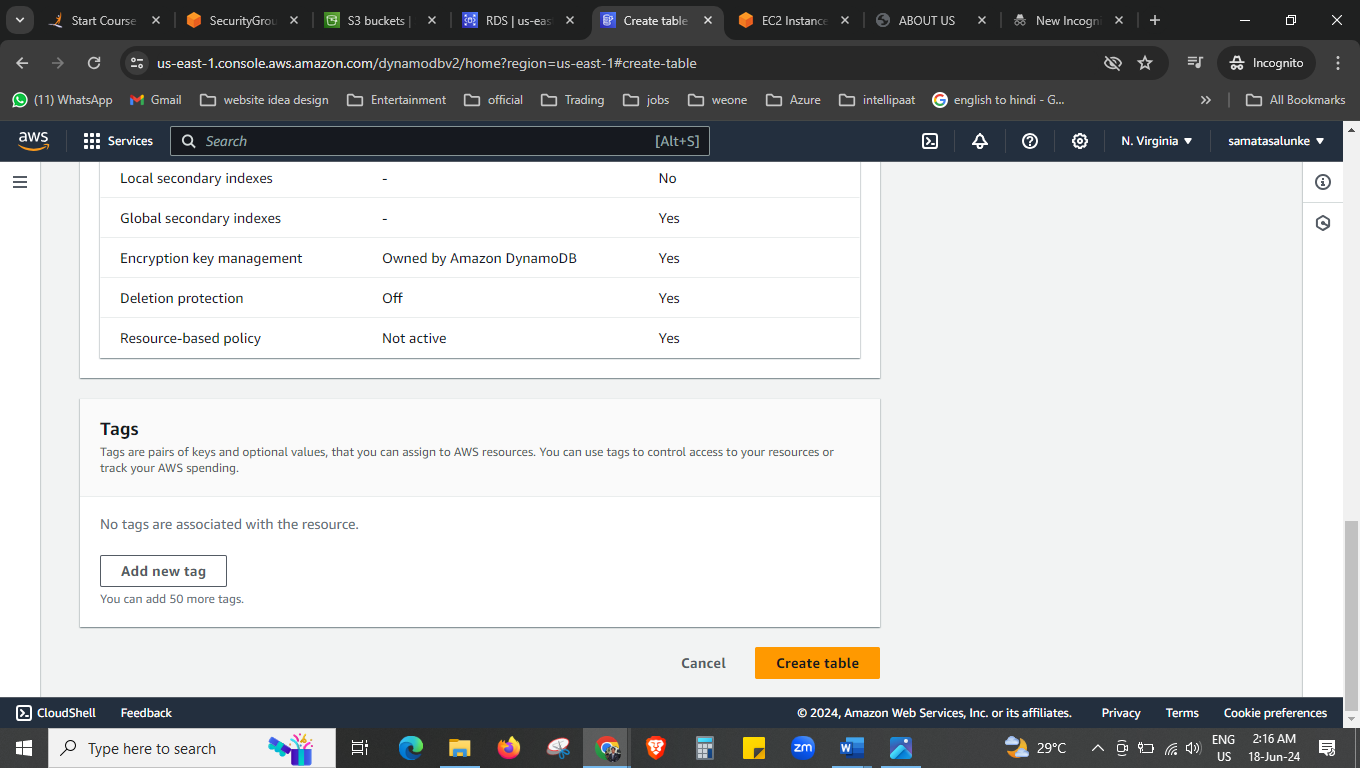 Start Course
SecurityGrou
S3 buckets |
RDS | us-eas
Create table
EC2 Instance
ABOUT US
New Incogn
us-east-1.console.aws.amazon.com/dynamodbv2/home?region=us-east-1#create-table
Incognito
(11) WhatsApp
Gmail
website idea design
Entertainment
official
Trading
jobs
weone
Azure
intellipaat
english to hindi - G...
All Bookmarks
aws
Services
Search
[Alt+S]
N. Virginia
samatasalunke
Local secondary indexes - No
Global secondary indexes - Yes
Encryption key management Owned by Amazon DynamoDB Yes
Deletion protection Off Yes
Resource-based policy Not active Yes
Tags
Tags are pairs of keys and optional values, that you can assign to AWS resources. You can use tags to control access to your resources or
track your AWS spending.
No tags are associated with the resource.
Add new tag
You can add 50 more tags.
Cancel
Create table
CloudShell
Feedback
© 2024, Amazon Web Services, Inc. or its affiliates.
Privacy
Terms
Cookie preferences
Type here to search
zm
29°C
ENG
US
2:16 AM
18-Jun-24